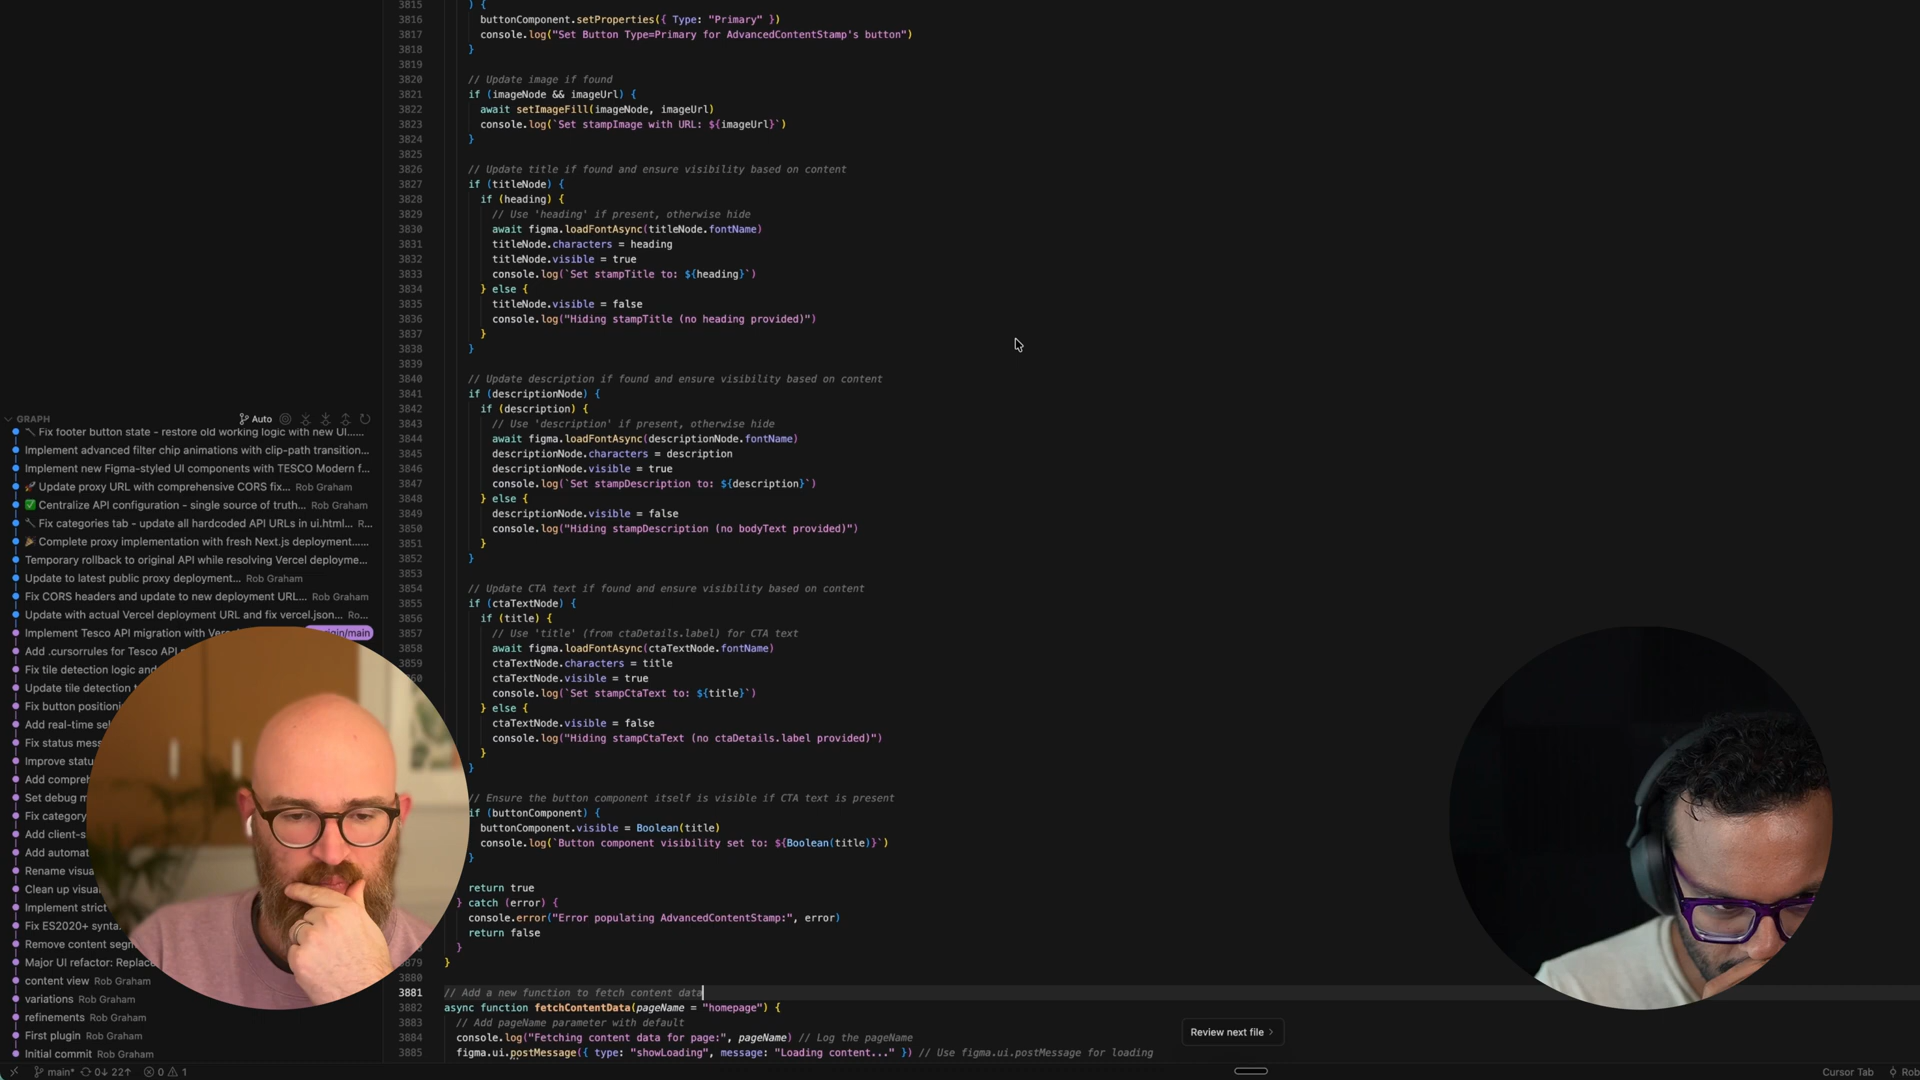 3815 ) {
3816 buttonComponent.setProperties({ Type: "Primary" })
3817 console.log("Set Button Type=Primary for AdvancedContentStamp's button")
3818 }
3819
3820 // Update image if found
3821 if (imageNode && imageUrl) {
3822 await setImageFill(imageNode, imageUrl)
3823 console.log(`Set stampImage with URL: ${imageUrl}`)
3824 }
3825
3826 // Update title if found and ensure visibility based on content
3827 if (titleNode) {
3828 if (heading) {
3829 // Use 'heading' if present, otherwise hide
3830 await figma.loadFontAsync(titleNode.fontName)
3831 titleNode.characters = heading
3832 titleNode.visible = true
3833 console.log(`Set stampTitle to: ${heading}`)
3834 } else {
3835 titleNode.visible = false
3836 console.log("Hiding stampTitle (no heading provided)")
3837 }
3838 }
3839
3840 // Update description if found and ensure visibility based on content
3841 if (descriptionNode) {
3842 if (description) {
3843 // Use 'description' if present, otherwise hide
3844 await figma.loadFontAsync(descriptionNode.fontName)
3845 descriptionNode.characters = description
3846 descriptionNode.visible = true
3847 console.log(`Set stampDescription to: ${description}`)
3848 } else {
3849 descriptionNode.visible = false
3850 console.log("Hiding stampDescription (no bodyText provided)")
3851 }
3852 }
3853
3854 // Update CTA text if found and ensure visibility based on content
3855 if (ctaTextNode) {
3856 if (title) {
3857 // Use 'title' (from ctaDetails.label) for CTA text
3858 await figma.loadFontAsync(ctaTextNode.fontName)
3859 ctaTextNode.characters = title
60 ctaTextNode.visible = true
console.log(`Set stampCtaText to: ${title}`)
} else {
ctaTextNode.visible = false
console.log("Hiding stampCtaText (no ctaDetails.label provided)")
}
}
// Ensure the button component itself is visible if CTA text is present
if (buttonComponent) {
buttonComponent.visible = Boolean(title)
console.log(`Button component visibility set to: ${Boolean(title)}`)
}
return true
} catch (error) {
console.error("Error populating AdvancedContentStamp:", error)
return false
}
879 }
3880
3881 // Add a new function to fetch content data
3882 async function fetchContentData(pageName = "homepage") {
3883 // Add pageName parameter with default
3884 console.log("Fetching content data for page:", pageName) // Log the pageName
3885 figma.ui.postMessage({ type: "showLoading", message: "Loading content..." }) // Use figma.ui.postMessage for loading
GRAPH Auto
Fix footer button state - restore old working logic with new UI......
Implement advanced filter chip animations with clip-path transition...
Implement new Figma-styled UI components with TESCO Modern f...
Update proxy URL with comprehensive CORS fix... Rob Graham
Centralize API configuration - single source of truth... Rob Graham
Fix categories tab - update all hardcoded API URLs in ui.html... R...
Complete proxy implementation with fresh Next.js deployment......
Temporary rollback to original API while resolving Vercel deployme...
Update to latest public proxy deployment... Rob Graham
Fix CORS headers and update to new deployment URL... Rob Graham
Update with actual Vercel deployment URL and fix vercel.json... Ro...
Implement Tesco API migration with Verc gin/main
Add .cursorrules for Tesco API
Fix tile detection logic and
Update tile detection
Fix button position
Add real-time sel
Fix status mess
Improve statu
Add compreh
Set debug m
Fix category
Add client-s
Add automat
Rename visua
Clean up visua
Implement strict
Fix ES2020+ synta
Remove content segm
Major UI refactor: Replace
content view Rob Graham
variations Rob Graham
refinements Rob Graham
First plugin Rob Graham
Initial commit Rob Graham
Review next file
main* 0↓ 22↑ 0 1
Cursor Tab Rob